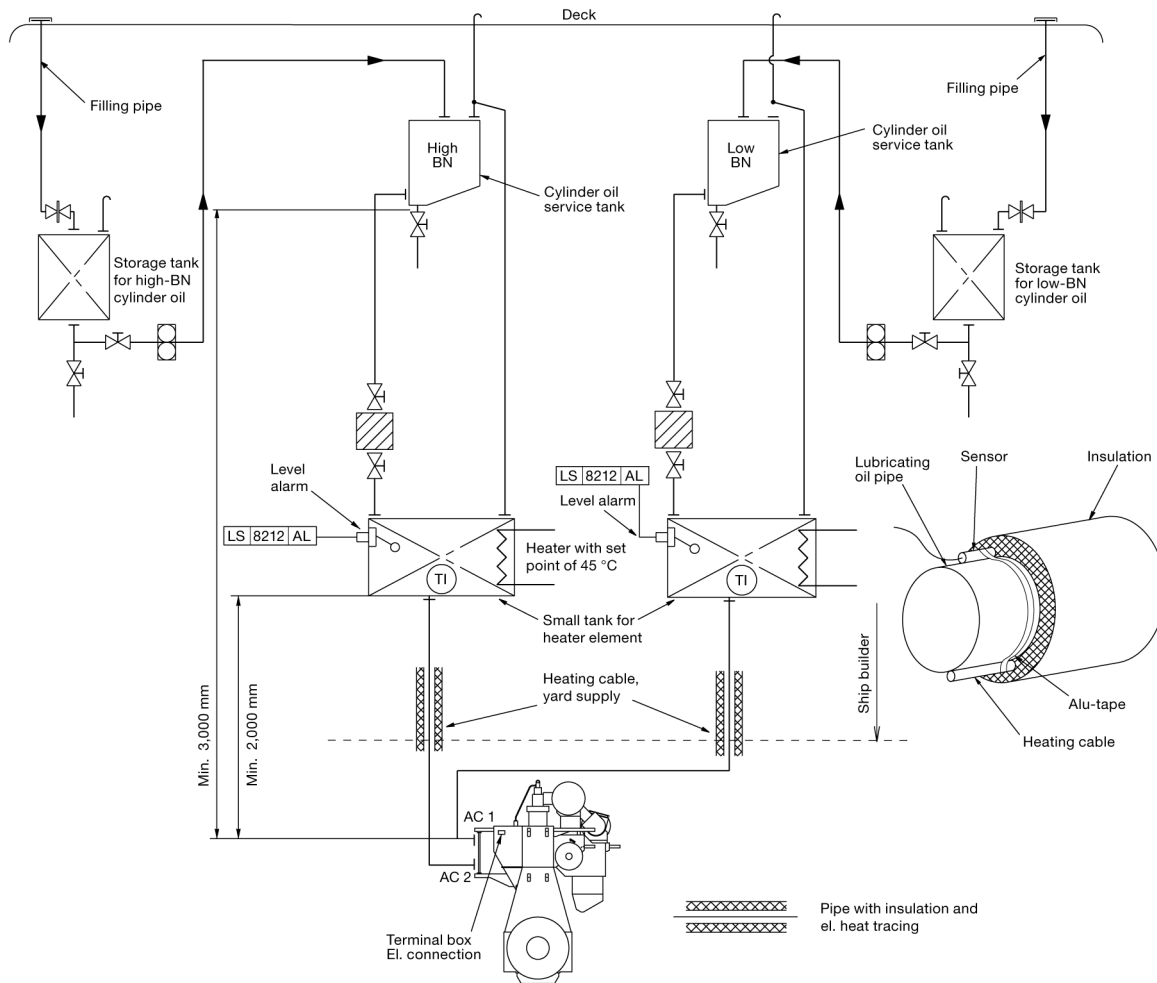 Deck
Filling pipe
Filling pipe
High
BN
Low
BN
Cylinder oil
service tank
Cylinder oil
service tank
Storage tank
for high-BN
cylinder oil
Storage tank
for low-BN
cylinder oil
Level
alarm
LS 8212 AL
LS 8212 AL
Level alarm
Heater with set
point of 45 °C
TI
TI
Small tank for
heater element
Lubricating
oil pipe
Sensor
Insulation
Alu-tape
Heating cable
Heating cable,
yard supply
Ship builder
Min. 3,000 mm
Min. 2,000 mm
AC 1
AC 2
Terminal box
El. connection
Pipe with insulation and
el. heat tracing